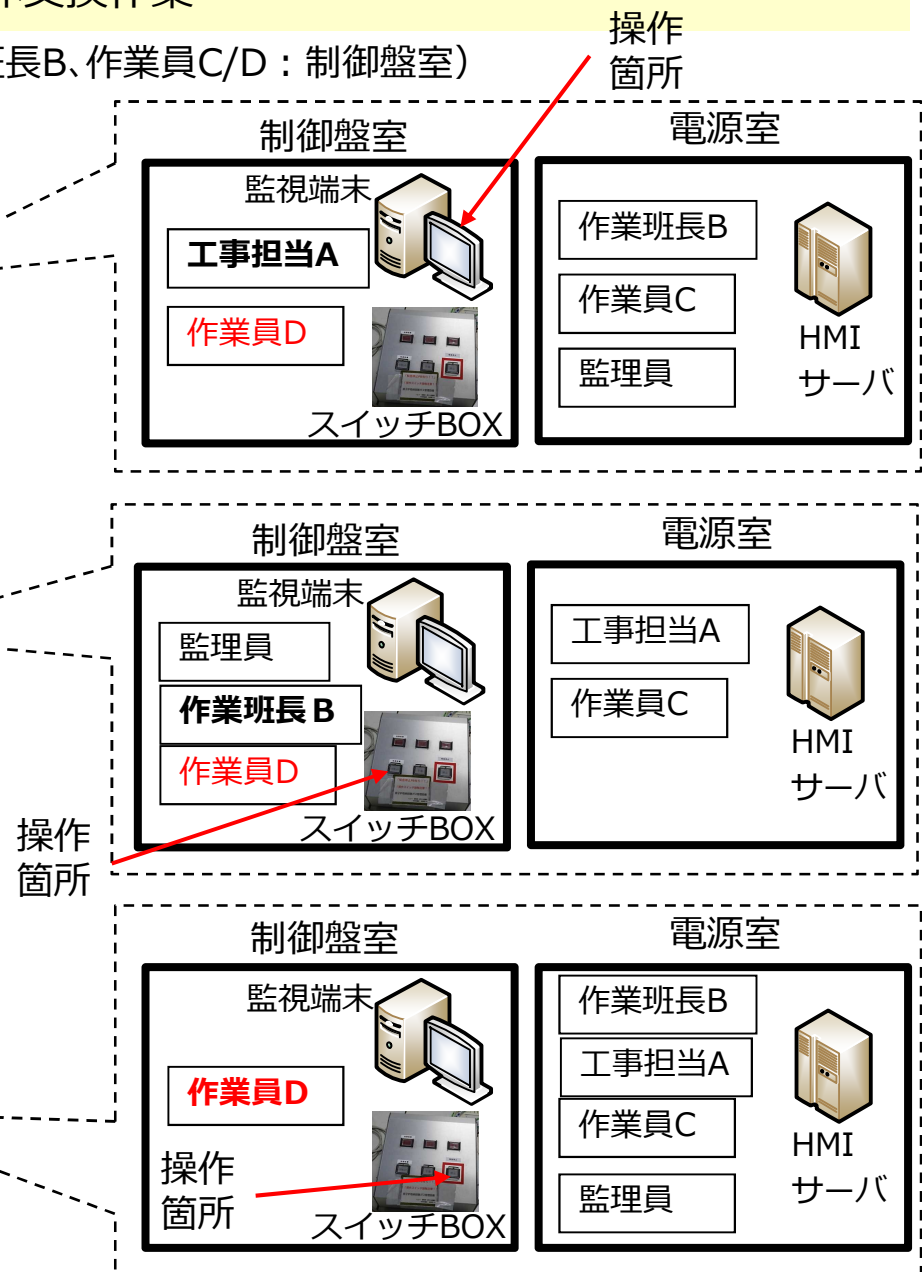 部交換作業
長B、作業員C/D：制御盤室）
操作
箇所
制御盤室
電源室
監視端末
工事担当A
作業員D
スイッチBOX
作業班長B
作業員C
監理員
HMI
サーバ
制御盤室
電源室
監視端末
監理員
作業班長B
作業員D
スイッチBOX
操作
箇所
工事担当A
作業員C
HMI
サーバ
制御盤室
電源室
監視端末
作業員D
操作
箇所
スイッチBOX
作業班長B
工事担当A
作業員C
監理員
HMI
サーバ